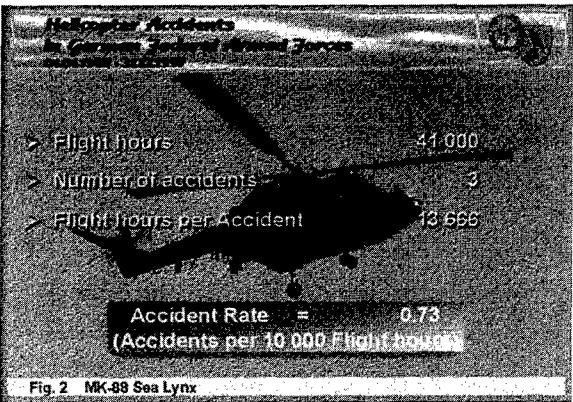 Helicopter Accidents
in German Federal Armed Forces
> Flight hours 41 000
> Number of accidents 3
> Flight hours per Accident 13 666
Accident Rate = 0.73
(Accidents per 10 000 Flight hours)
Fig. 2 MK-88 Sea Lynx